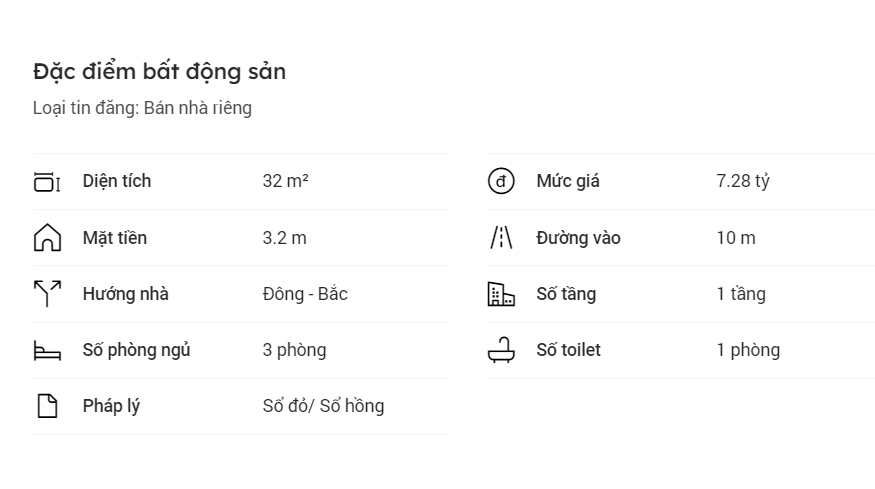 Đặc điểm bất động sản
Loại tin đăng: Bán nhà riêng
Diện tích 32 m²
Mức giá 7.28 tỷ
Mặt tiền 3.2 m
Đường vào 10 m
Hướng nhà Đông - Bắc
Số tầng 1 tầng
Số phòng ngủ 3 phòng
Số toilet 1 phòng
Pháp lý Sổ đỏ/ Sổ hồng